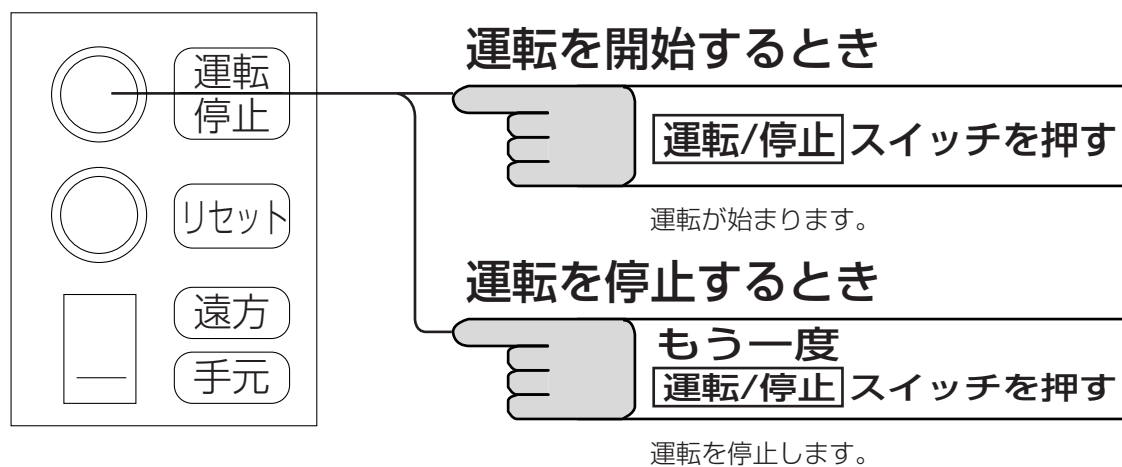 運転
停止
リセット
遠方
手元
運転を開始するとき
運転/停止 スイッチを押す
運転が始まります。
運転を停止するとき
もう一度
運転/停止 スイッチを押す
運転を停止します。